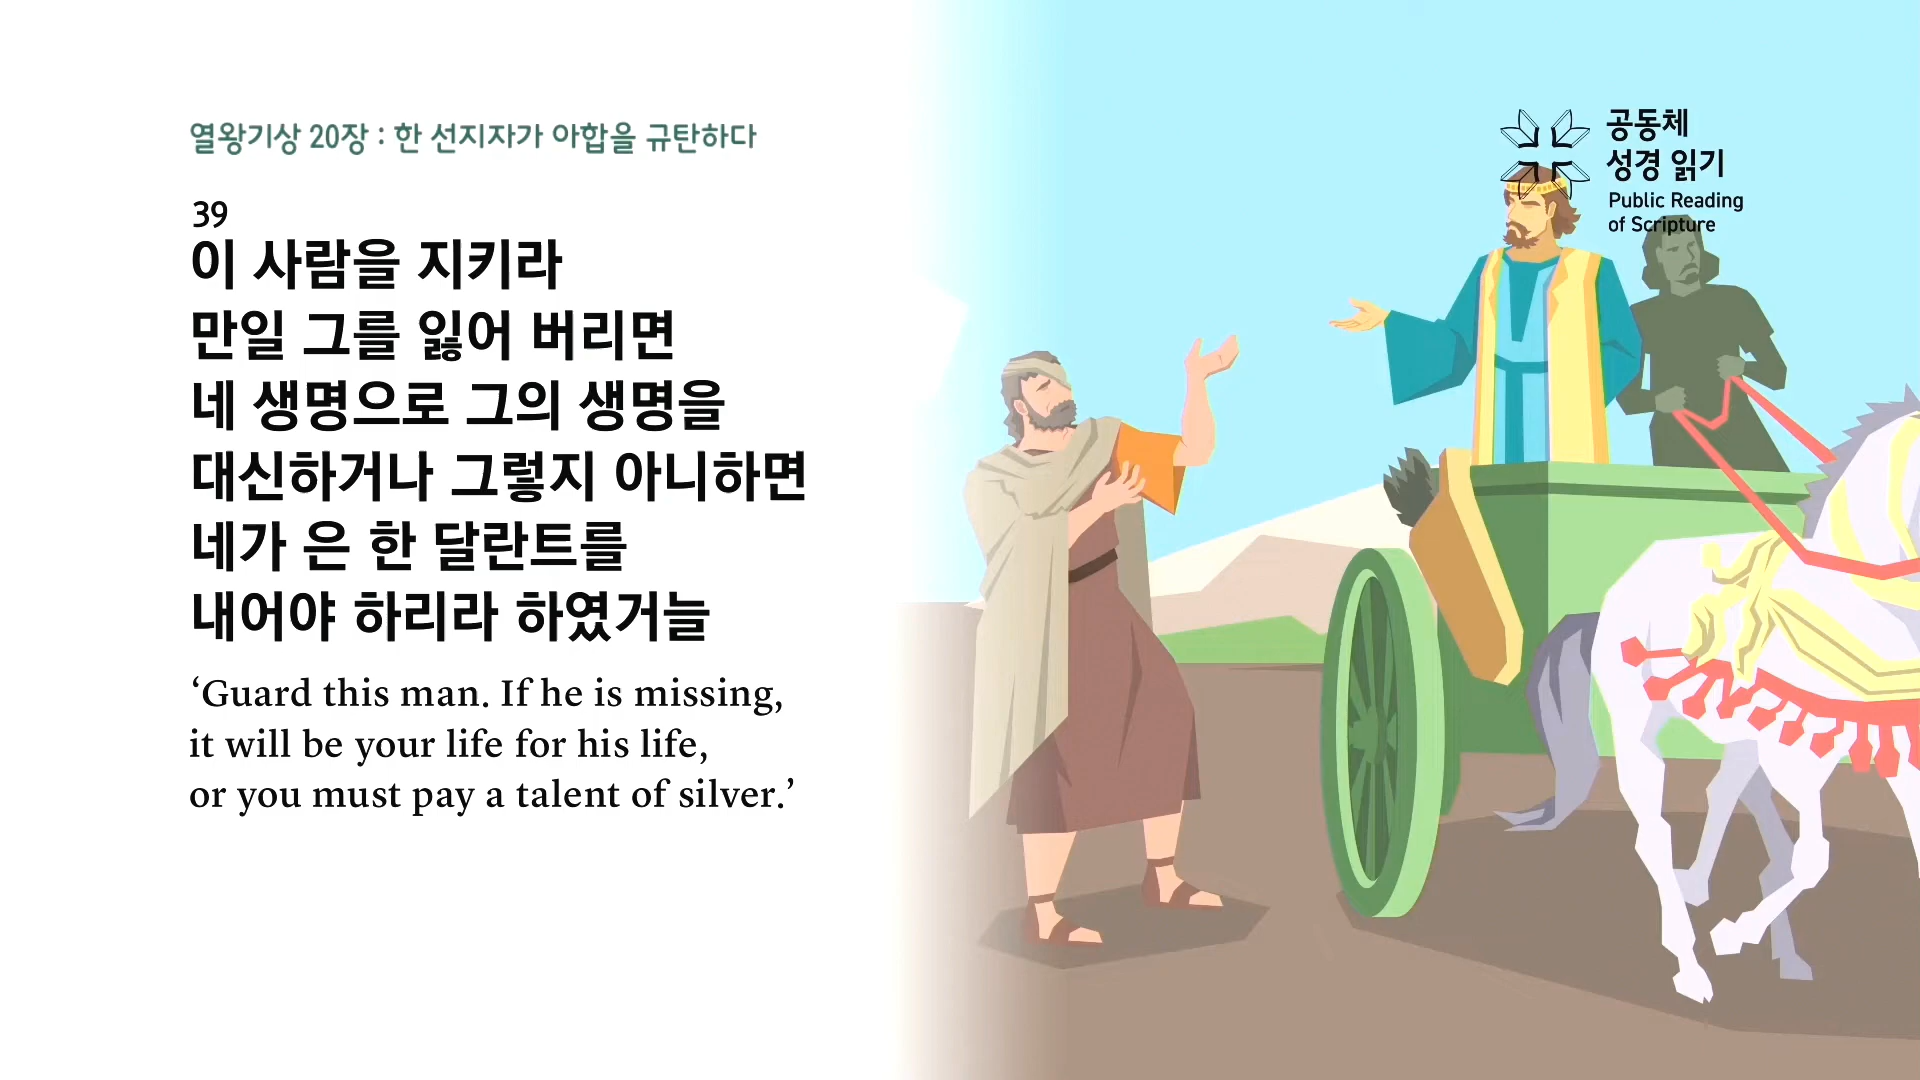 열왕기상 20장 : 한 선지자가 아합을 규탄하다
39
이 사람을 지키라
만일 그를 잃어 버리면
네 생명으로 그의 생명을
대신하거나 그렇지 아니하면
네가 은 한 달란트를
내어야 하리라 하였거늘
‘Guard this man. If he is missing,
it will be your life for his life,
or you must pay a talent of silver.’
공동체
성경 읽기
Public Reading
of Scripture